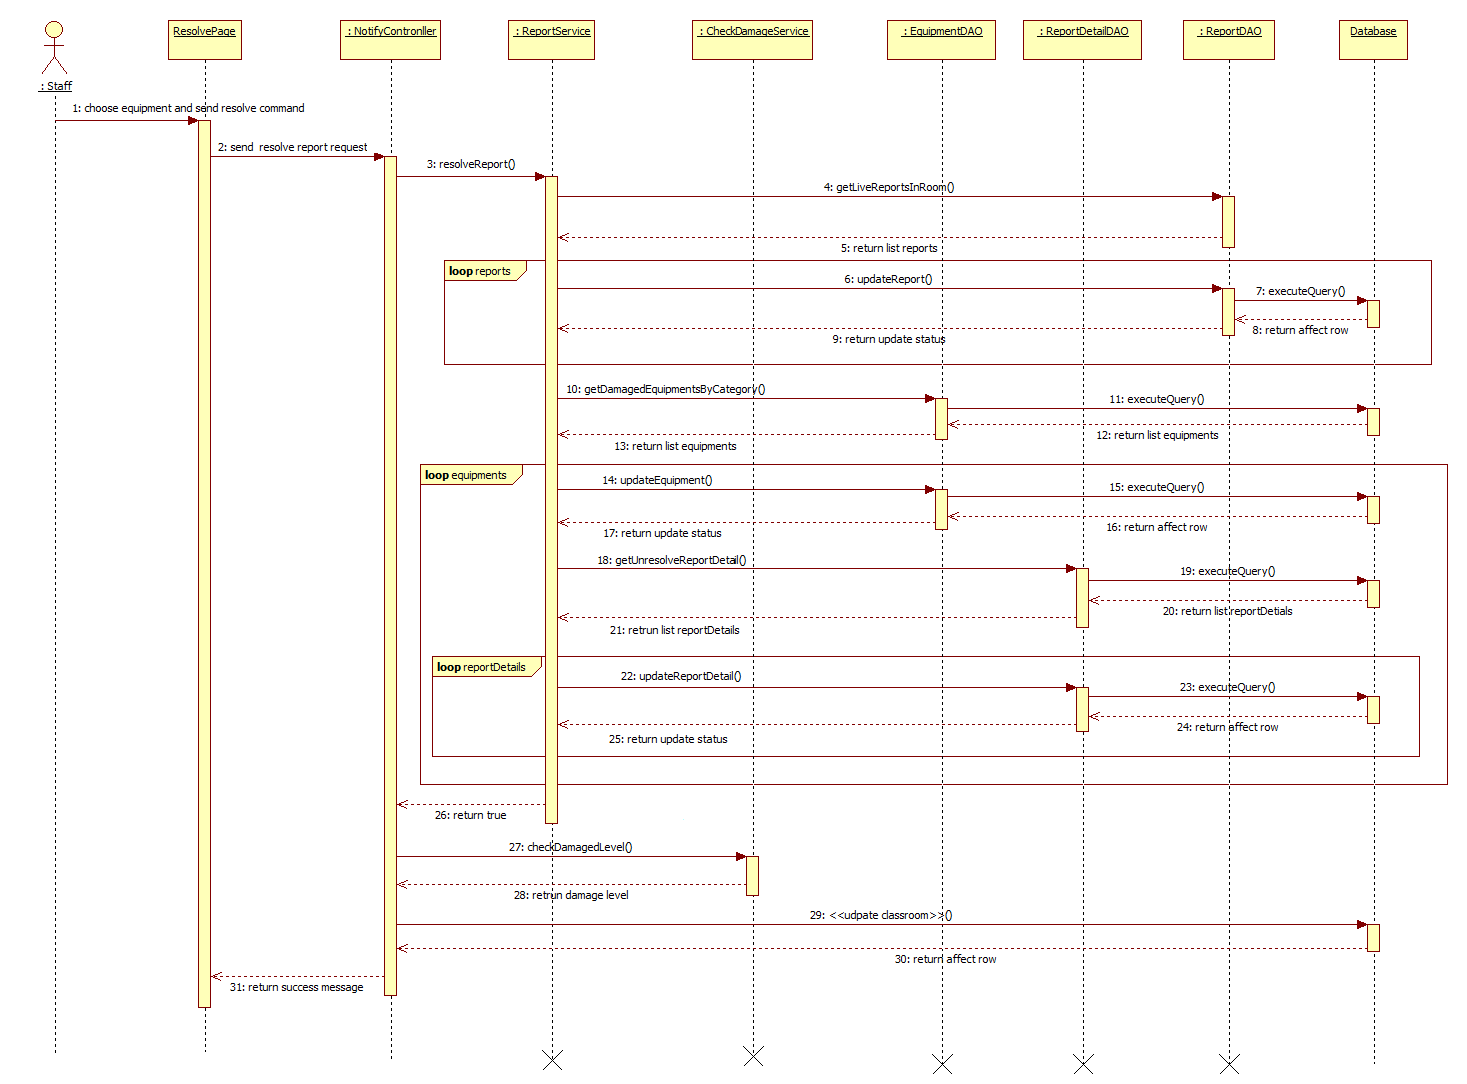 ResolvePage
: NotifyContronller
: ReportService
: CheckDamageService
: EquipmentDAO
: ReportDetailDAO
: ReportDAO
Database
: Staff
1: choose equipment and send resolve command
2: send  resolve report request
3: resolveReport()
4: getLiveReportsInRoom()
5: return list reports
loop reports
6: updateReport()
7: executeQuery()
8: return affect row
9: return update status
10: getDamagedEquipmentsByCategory()
11: executeQuery()
12: return list equipments
13: return list equipments
loop equipments
14: updateEquipment()
15: executeQuery()
16: return affect row
17: return update status
18: getUnresolveReportDetail()
19: executeQuery()
20: return list reportDetials
21: retrun list reportDetails
loop reportDetails
22: updateReportDetail()
23: executeQuery()
24: return affect row
25: return update status
26: return true
27: checkDamagedLevel()
28: retrun damage level
29: <<udpate classroom>>()
30: return affect row
31: return success message